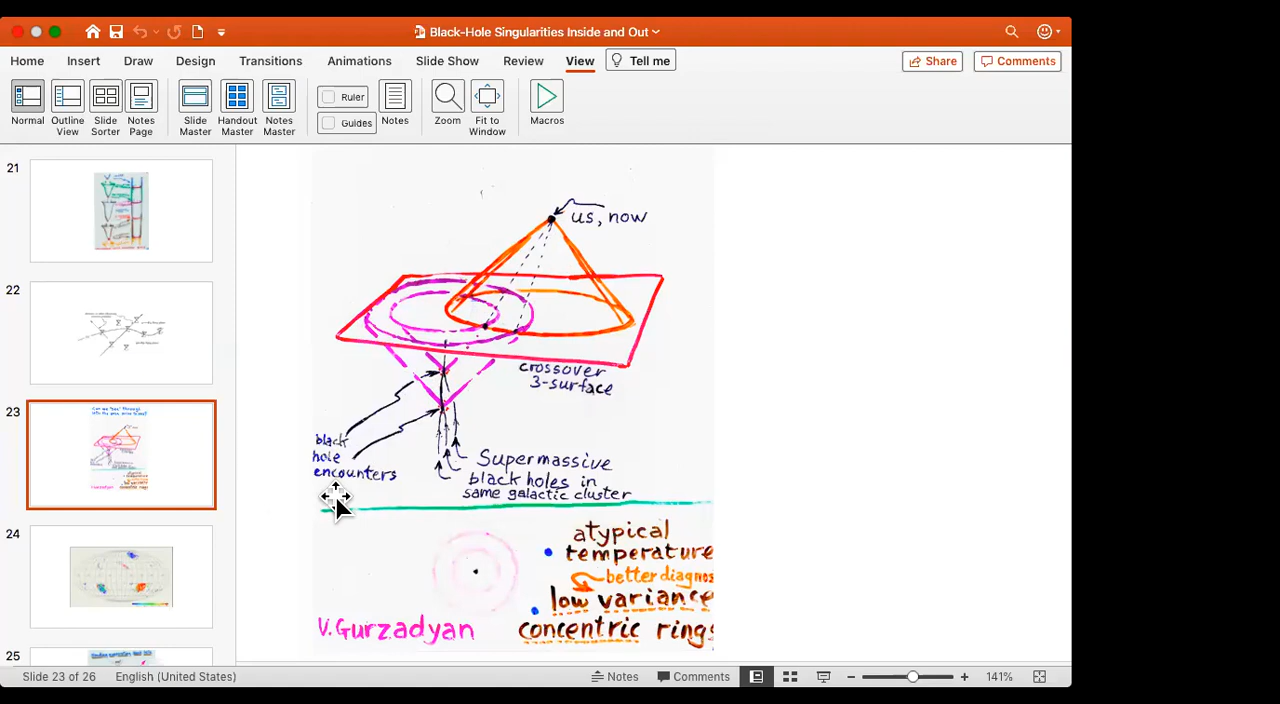 Black-Hole Singularities Inside and Out
Home Insert Draw Design Transitions Animations Slide Show Review View Tell me Share Comments
Normal Outline View Slide Sorter Notes Page Slide Master Handout Master Notes Master Ruler Guides Notes Zoom Fit to Window Macros
21
22
23
24
25
us, now
crossover
3-surface
black
hole
encounters
Supermassive
black holes in
same galactic cluster
atypical
temperature
better diagnos
low variance
V.Gurzadyan
concentric rings
Slide 23 of 26 English (United States) Notes Comments 141%